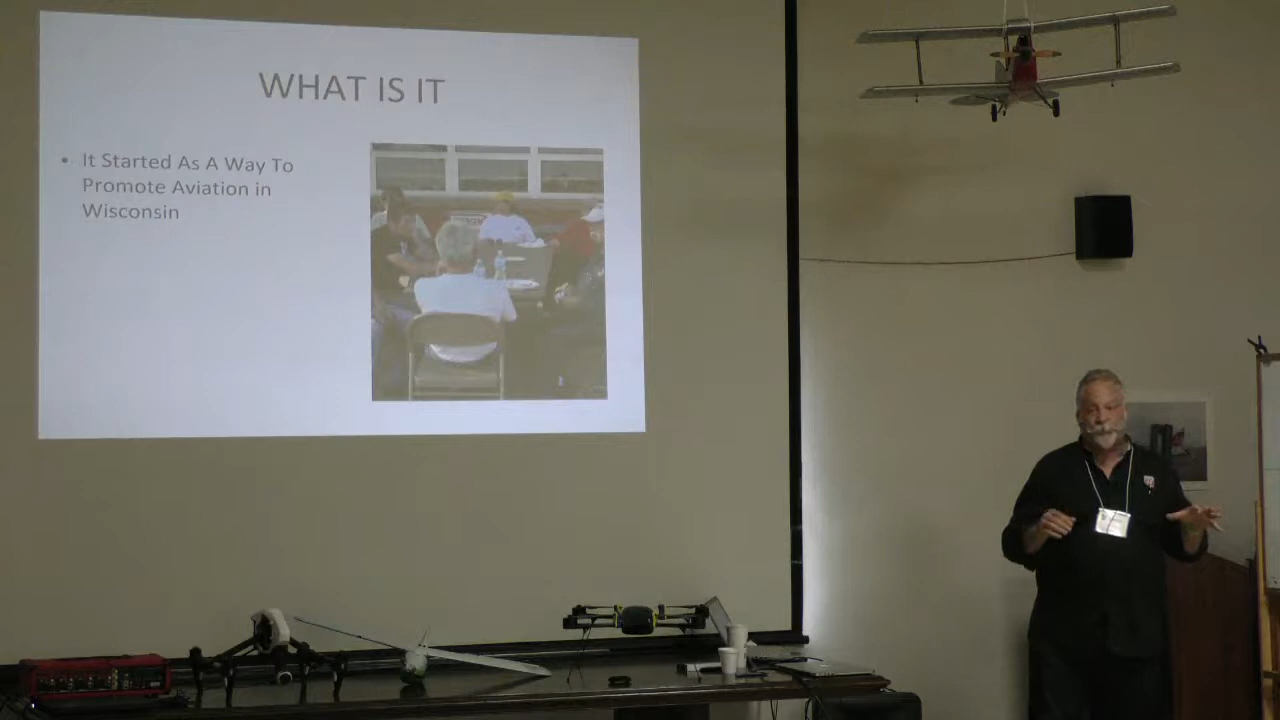 WHAT IS IT
• It Started As A Way To
Promote Aviation in
Wisconsin